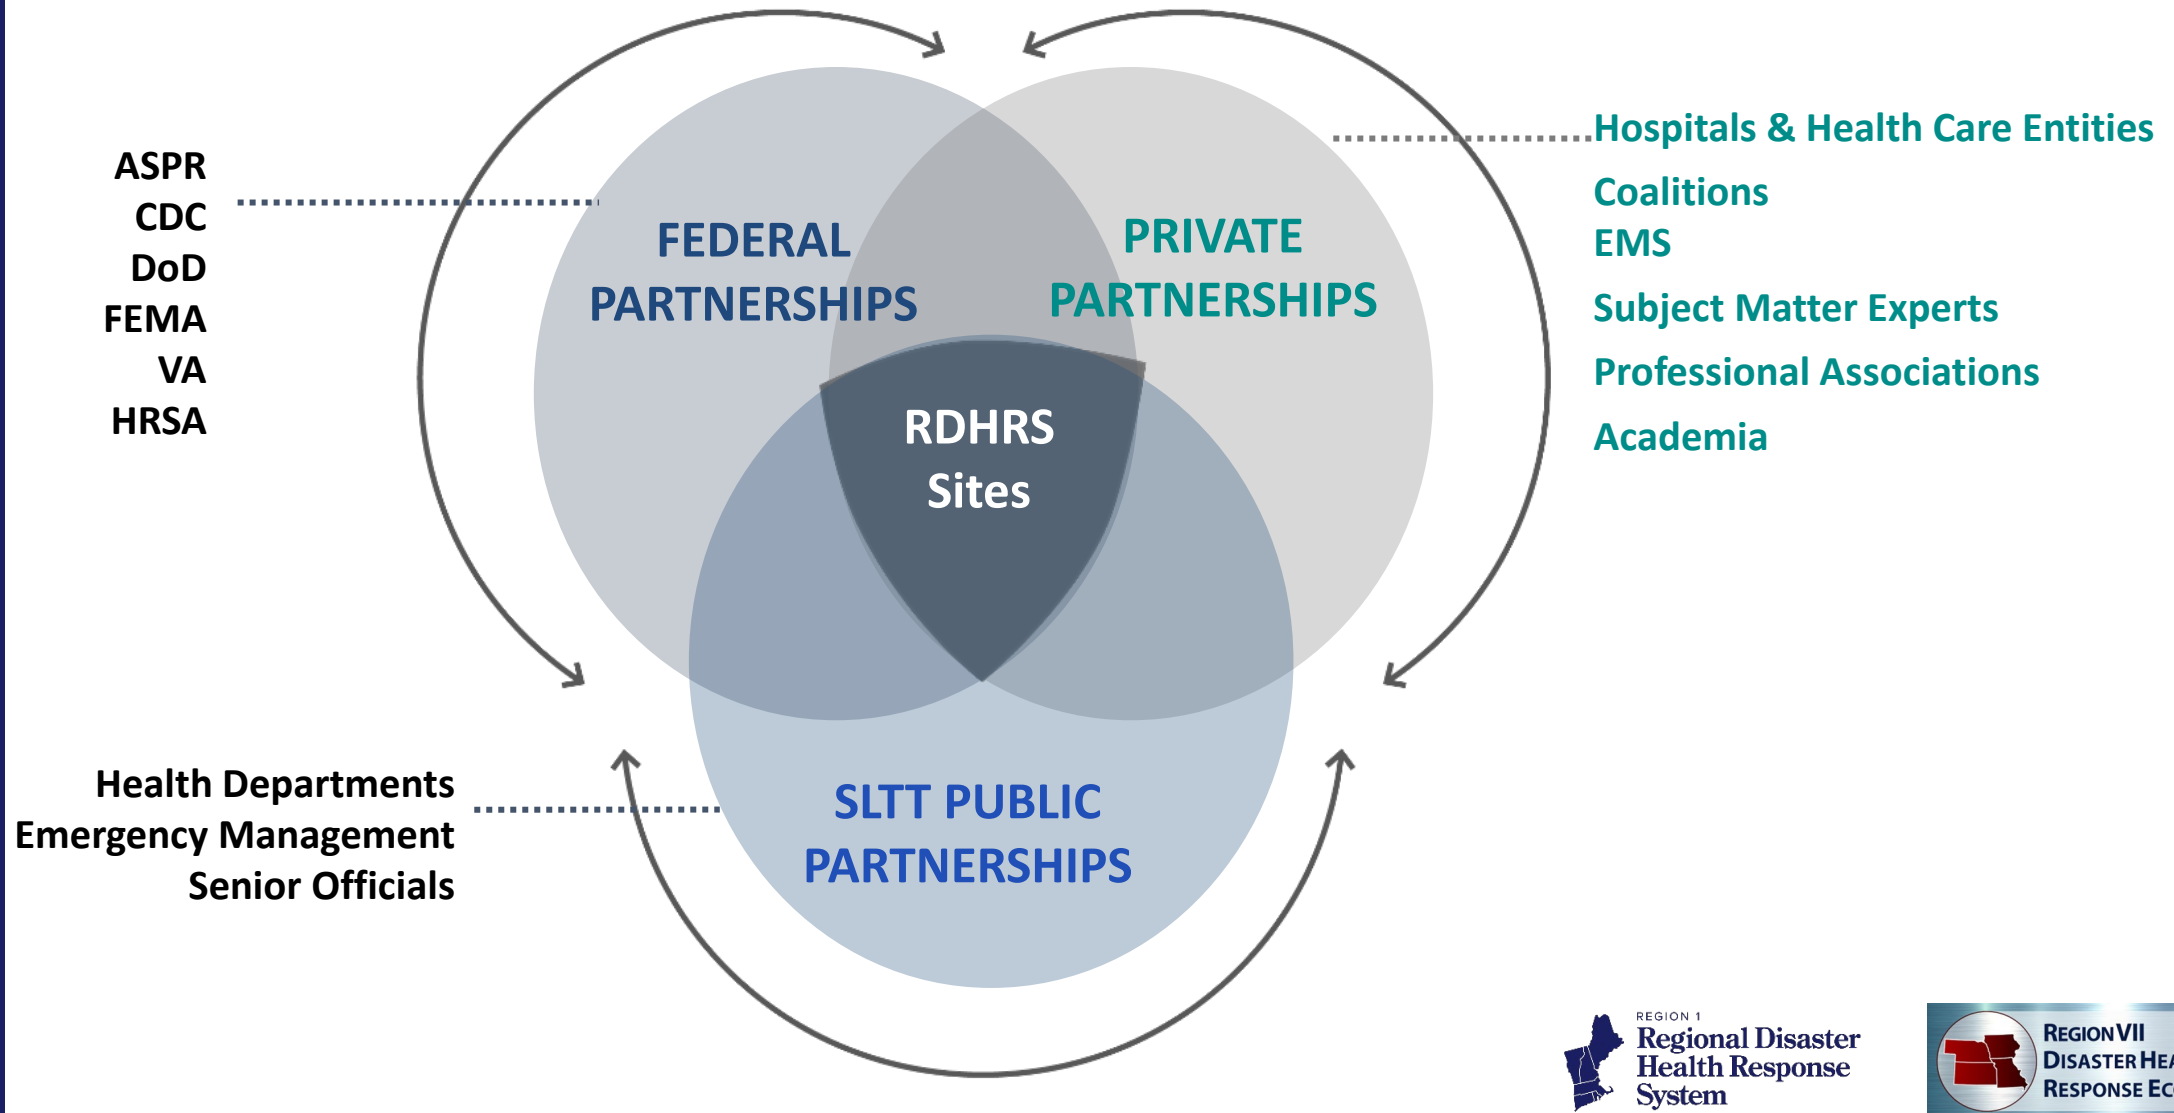 ASPR
CDC
DoD
FEMA
VA
HRSA
FEDERAL
PARTNERSHIPS
PRIVATE
PARTNERSHIPS
Hospitals & Health Care Entities
Coalitions
EMS
Subject Matter Experts
Professional Associations
Academia
RDHRS
Sites
Health Departments
Emergency Management
Senior Officials
SLTT PUBLIC
PARTNERSHIPS
REGION 1
Regional Disaster
Health Response
System
REGION VII
DISASTER
RESPONSE